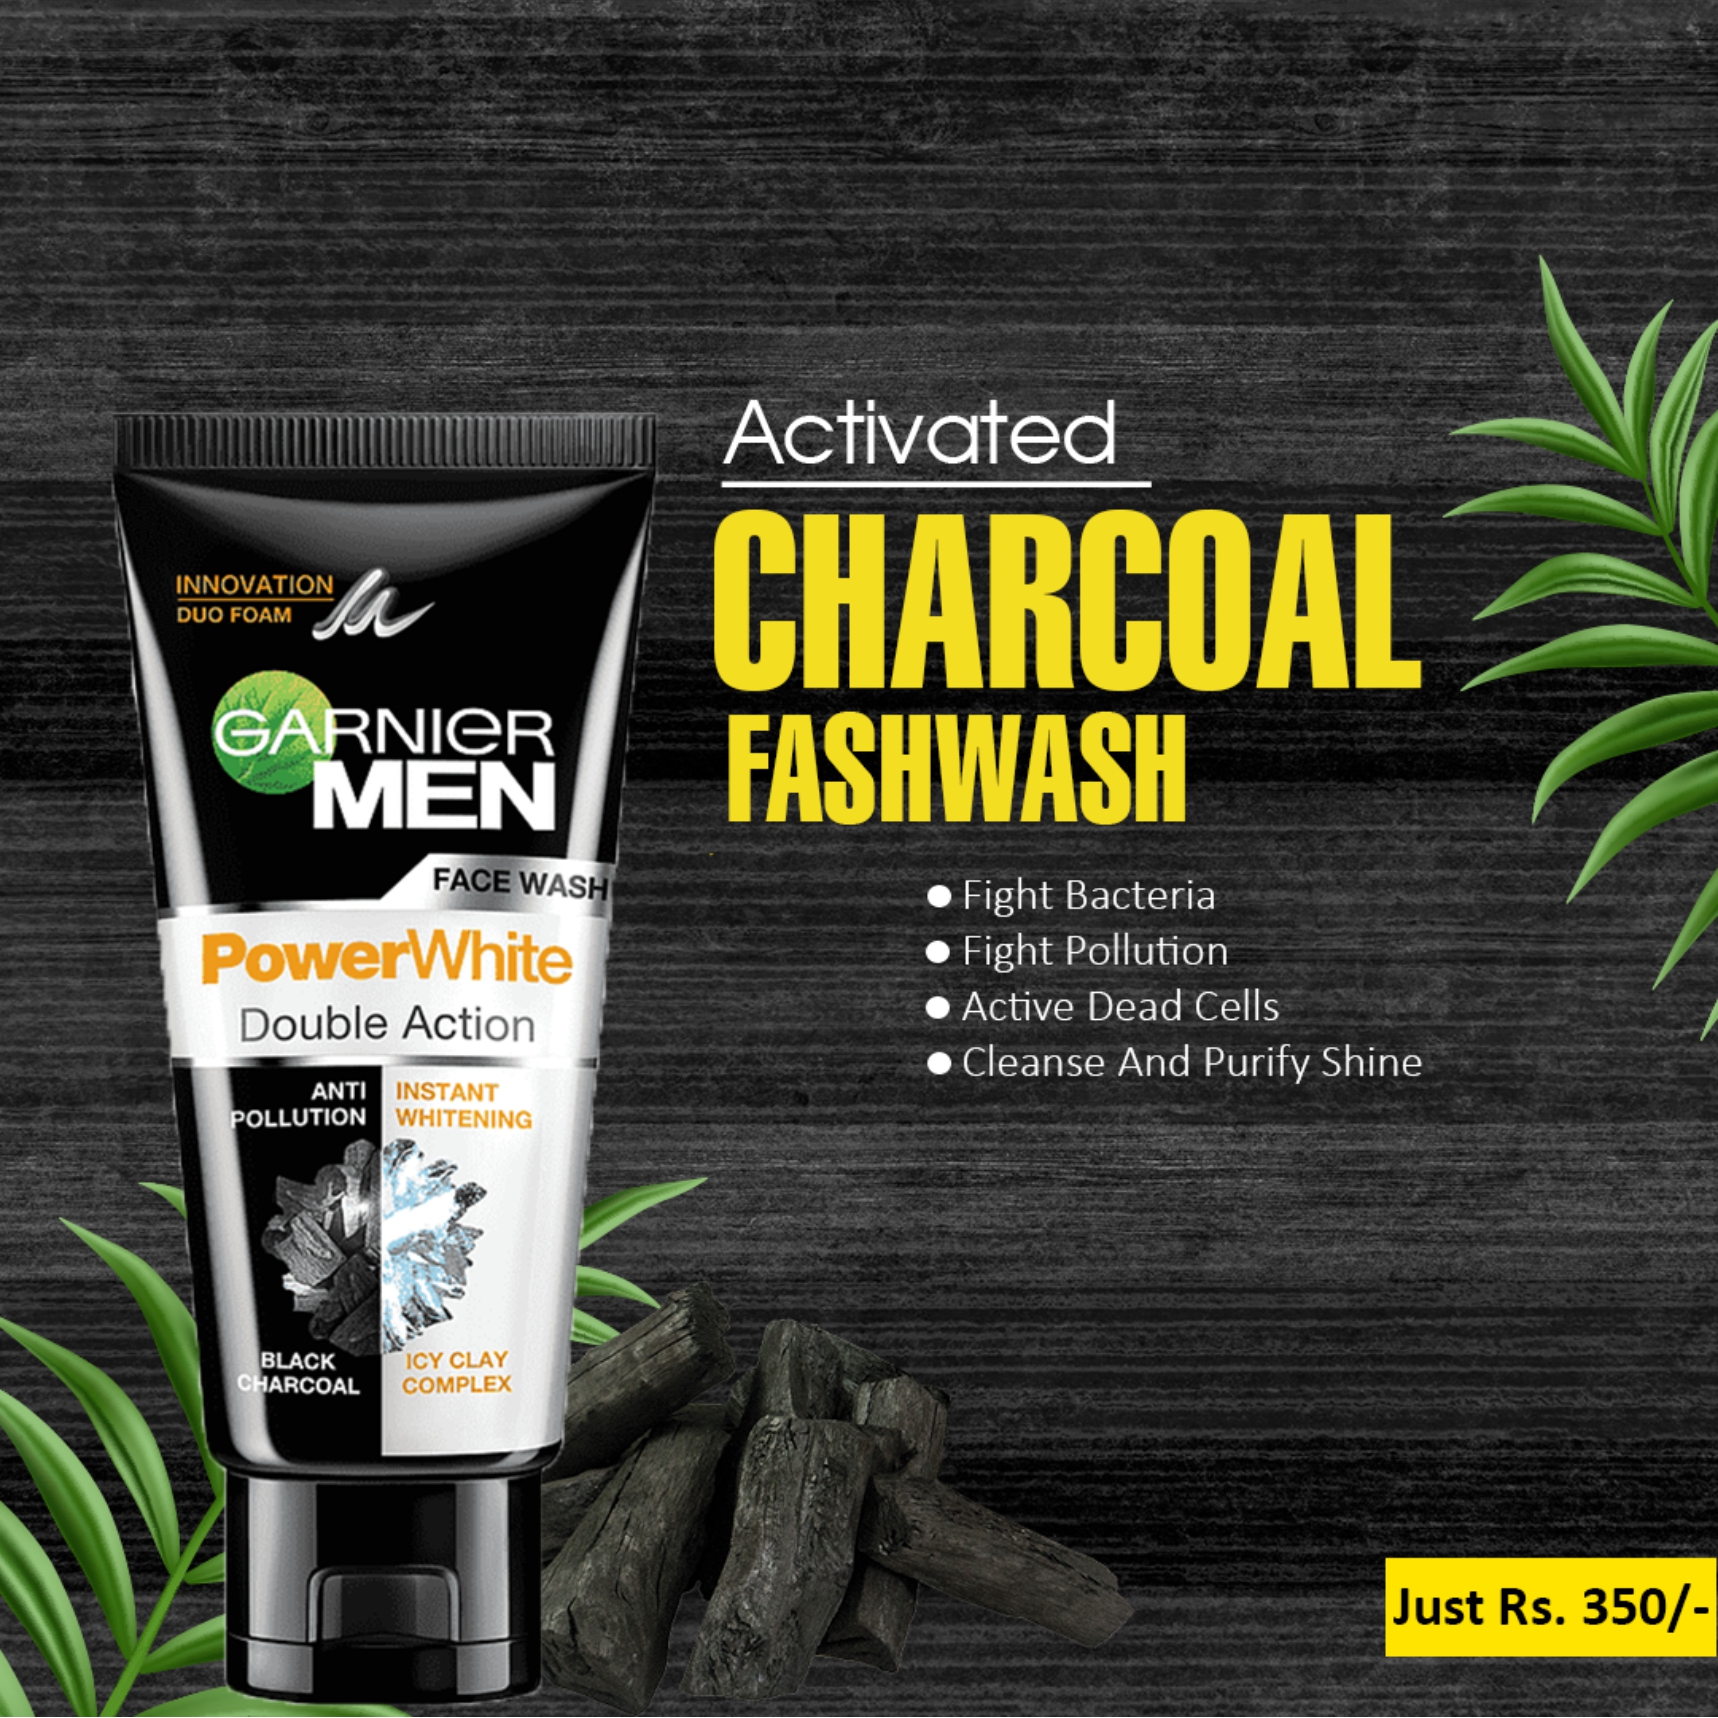 Activated
CHARCOAL
FASHWASH
● Fight Bacteria
● Fight Pollution
● Active Dead Cells
● Cleanse And Purify Shine
INNOVATION
DUO FOAM
GARNIER
MEN
FACE WASH
PowerWhite
Double Action
ANTI
POLLUTION
INSTANT
WHITENING
BLACK
CHARCOAL
ICY CLAY
COMPLEX
Just Rs. 350/-